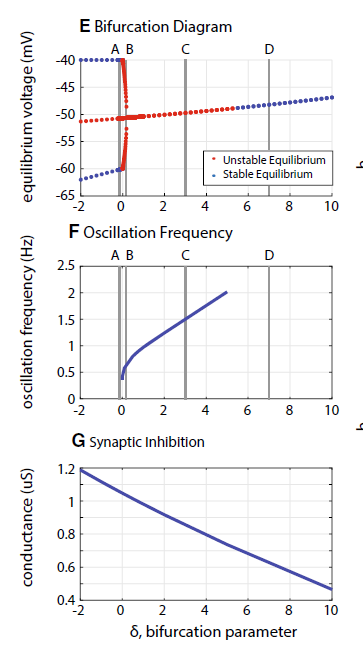 E Bifurcation Diagram
A B C D
equilibrium voltage (mV)
-40
-45
-50
-55
-60
-65
Unstable Equilibrium
Stable Equilibrium
-2 0 2 4 6 8 10
F Oscillation Frequency
A B C D
oscillation frequency (Hz)
2.5
2
1.5
1
0.5
0
-2 0 2 4 6 8 10
G Synaptic Inhibition
conductance (uS)
1.2
1
0.8
0.6
0.4
-2 0 2 4 6 8 10
δ, bifurcation parameter